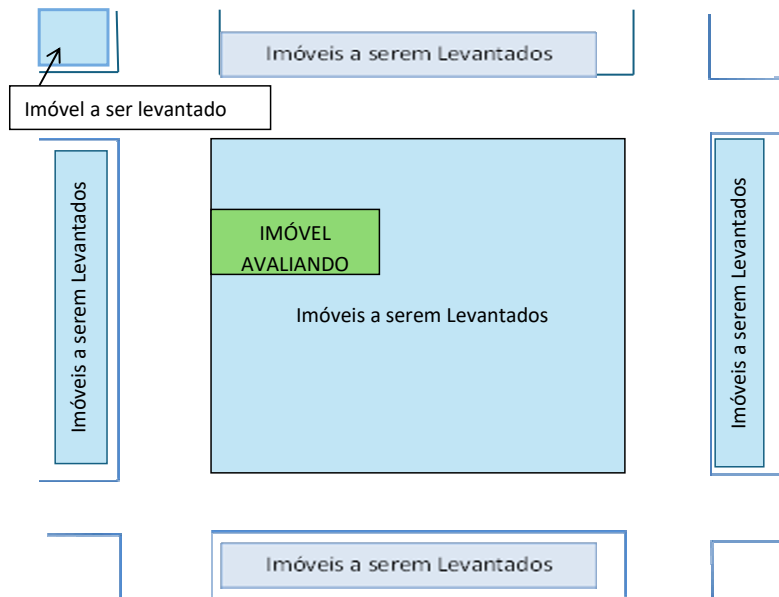 Imóveis a serem Levantados
Imóvel a ser levantado
Imóveis a serem Levantados
IMÓVEL
AVALIANDO
Imóveis a serem Levantados
Imóveis a serem Levantados
Imóveis a serem Levantados